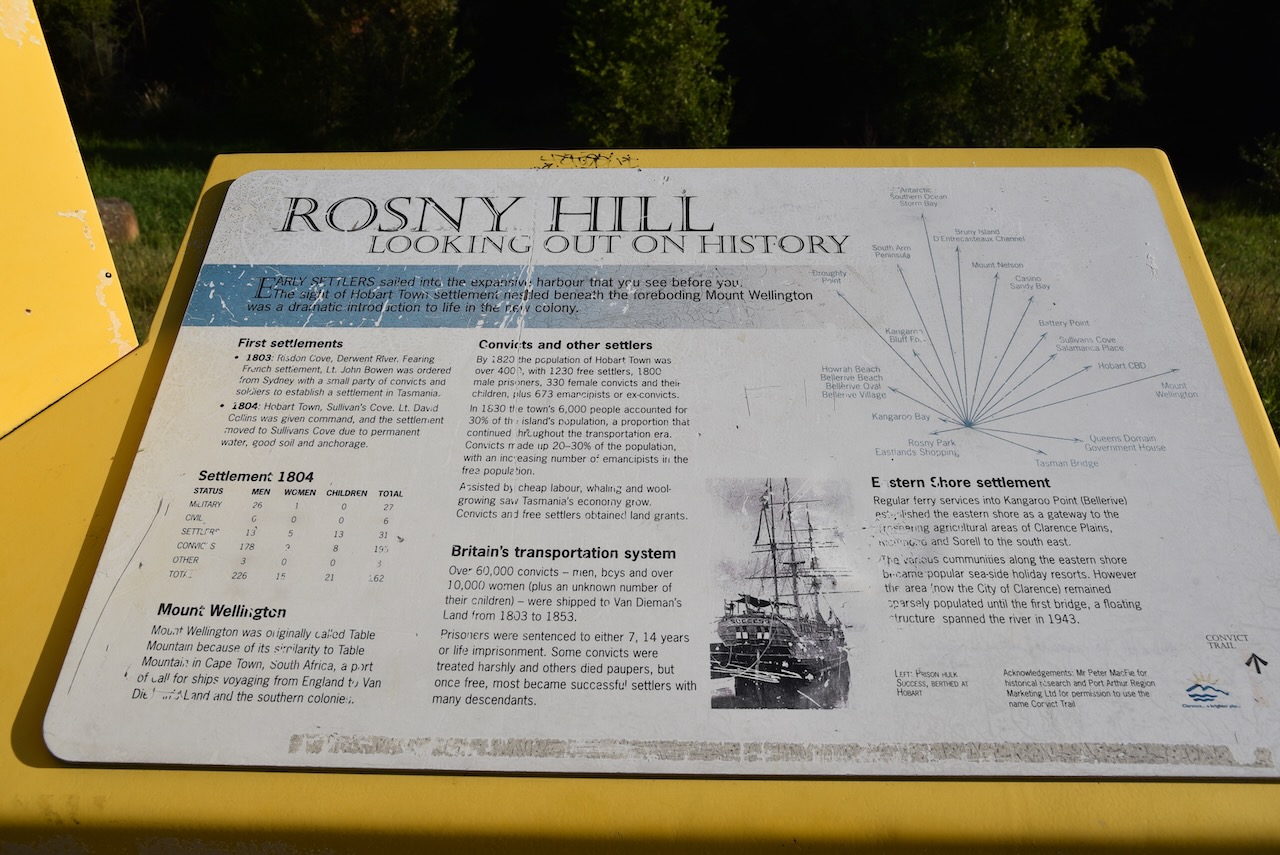 ROSNY HILL
LOOKING OUT ON HISTORY
EARLY SETTLERS sailed into the expansive harbour that you see before you.
The sight of Hobart Town settlement nestled beneath the foreboding Mount Wellington
was a dramatic introduction to life in the new colony.
First settlements
• 1803: Risdon Cove, Derwent River. Fearing
French settlement, Lt. John Bowen was ordered
from Sydney with a small party of convicts and
soldiers to establish a settlement in Tasmania.
• 1804: Hobart Town, Sullivan's Cove. Lt. David
Collins was given command, and the settlement
moved to Sullivans Cove due to permanent
water, good soil and anchorage.
Settlement 1804
STATUS MEN WOMEN CHILDREN TOTAL
MILITARY 26 1 0 27
CIVIL 6 0 0 6
SETTLERS 13 5 13 31
CONVICTS 178 8
OTHER 3 0 0 3
TOTAL 226 15 21 262
Mount Wellington
Mount Wellington was originally called Table
Mountain because of its similarity to Table
Mountain in Cape Town, South Africa, a port
of call for ships voyaging from England to Van
Land and the southern colonies.
Convicts and other settlers
By 1820 the population of Hobart Town was
over 4000, with 1230 free settlers, 1800
male prisoners, 330 female convicts and their
children, plus 673 emancipists or ex-convicts.
In 1830 the town's 6,000 people accounted for
30% of the island's population, a proportion that
continued throughout the transportation era.
Convicts made up 20–30% of the population,
with an increasing number of emancipists in the
free population.
Assisted by cheap labour, whaling and wool-
growing saw Tasmania's economy grow.
Convicts and free settlers obtained land grants.
Britain's transportation system
Over 60,000 convicts – men, boys and over
10,000 women (plus an unknown number of
their children) – were shipped to Van Dieman's
Land from 1803 to 1853.
Prisoners were sentenced to either 7, 14 years
or life imprisonment. Some convicts were
treated harshly and others died paupers, but
once free, most became successful settlers with
many descendants.
Antarctic
Southern Ocean
Storm Bay
Bruny Island
D'Entrecasteaux Channel
South Arm
Peninsula
Mount Nelson
Droughty
Point
Casino
Sandy Bay
Battery Point
Kangaroo
Bluff Fort
Sullivans Cove
Salamanca Place
Hobart CBD
Howrah Beach
Bellerive Beach
Bellerive Oval
Bellerive Village
Mount
Wellington
Kangaroo Bay
Rosny Park
Eastlands Shopping
Queens Domain
Government House
Tasman Bridge
SUCCESS
Eastern Shore settlement
Regular ferry services into Kangaroo Point (Bellerive)
established the eastern shore as a gateway to the
prospering agricultural areas of Clarence Plains,
Richmond and Sorell to the south east.
The various communities along the eastern shore
became popular sea-side holiday resorts. However
the area (now the City of Clarence) remained
sparsely populated until the first bridge, a floating
structure spanned the river in 1943.
LEFT: PRISON HULK
SUCCESS, BERTHED AT
HOBART
Acknowledgements: Mr Peter MacFie for
historical research and Port Arthur Region
Marketing Ltd for permission to use the
name Convict Trail
Clarence... a brighter place
CONVICT
TRAIL